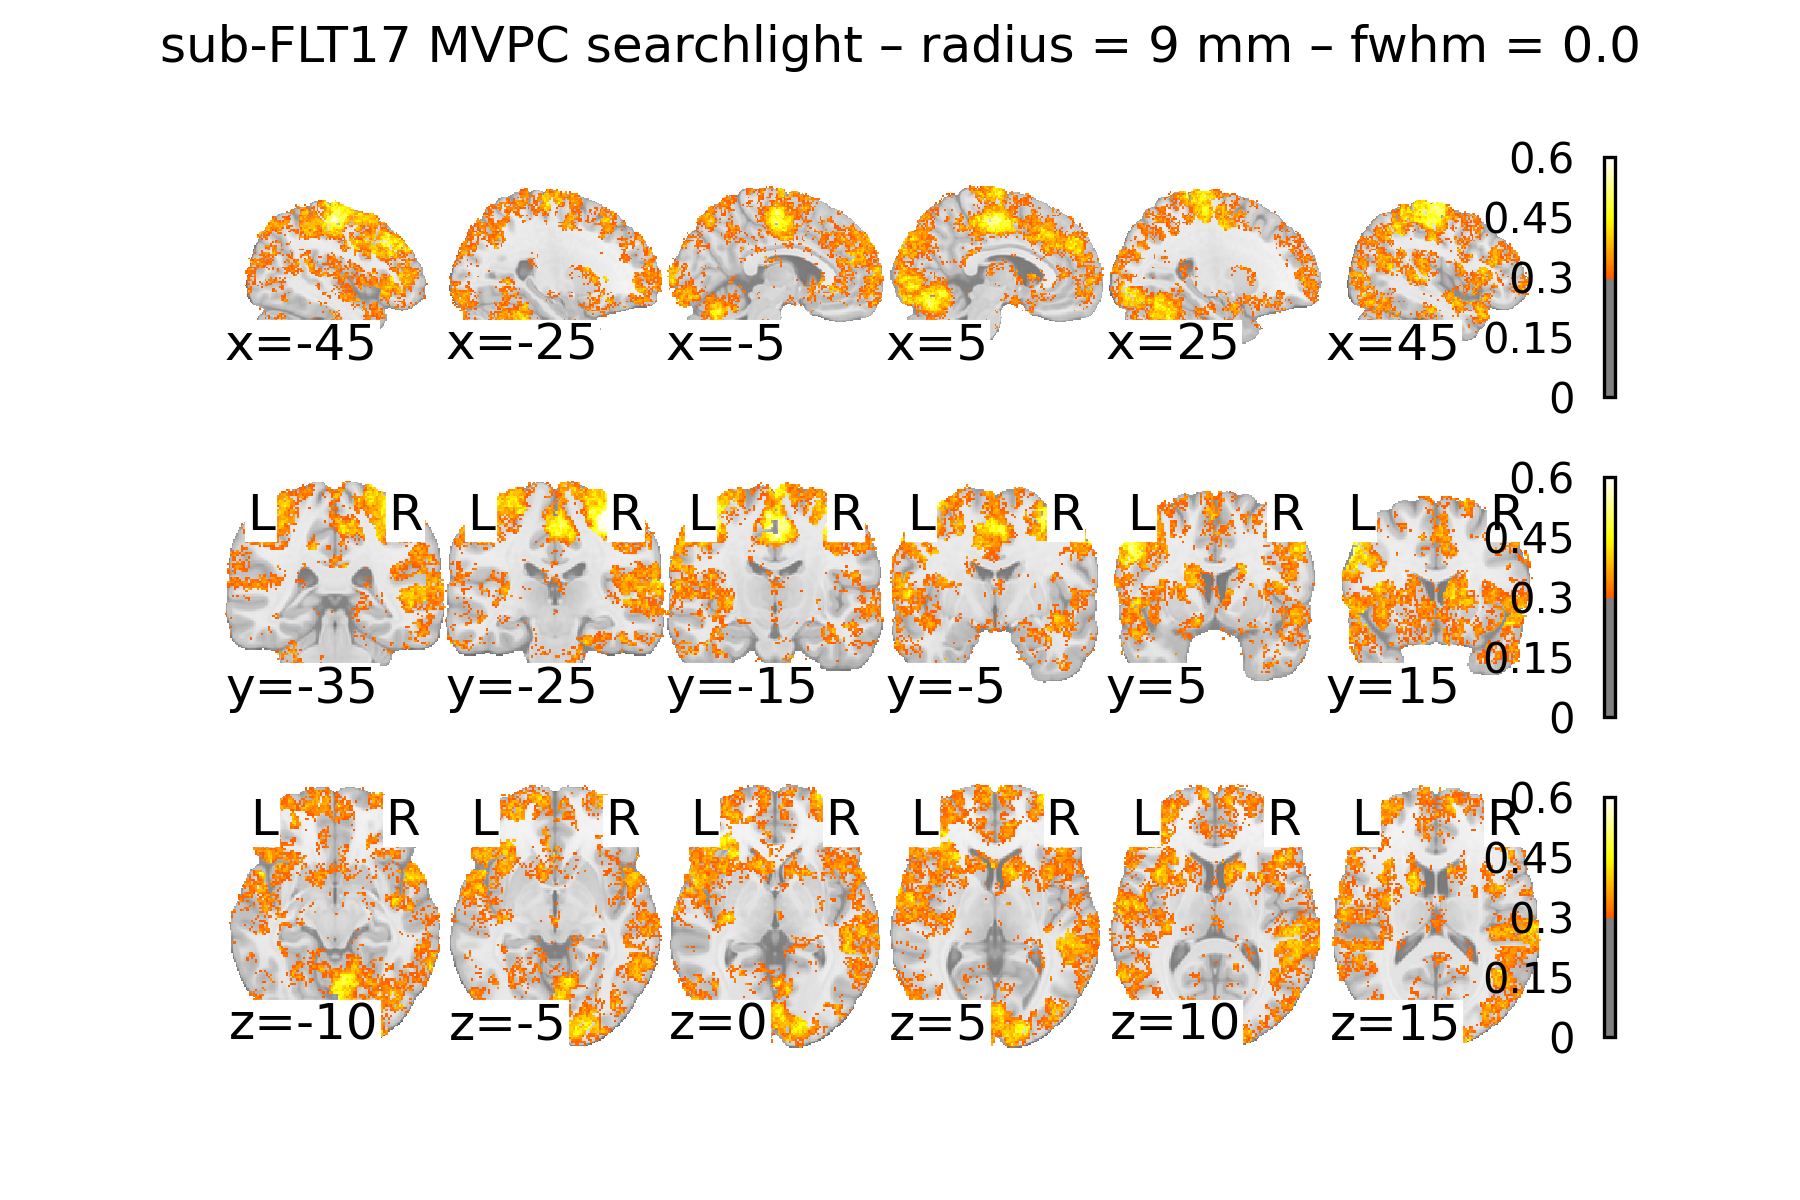 sub-FLT17 MVPC searchlight – radius = 9 mm – fwhm = 0.0
x=-45 x=-25 x=-5 x=5 x=25 x=45
0.6
0.45
0.3
0.15
0
L R L R L R L R L R L R
y=-35 y=-25 y=-15 y=-5 y=5 y=15
0.6
0.45
0.3
0.15
0
L R L R L R L R L R L R
z=-10 z=-5 z=0 z=5 z=10 z=15
0.6
0.45
0.3
0.15
0